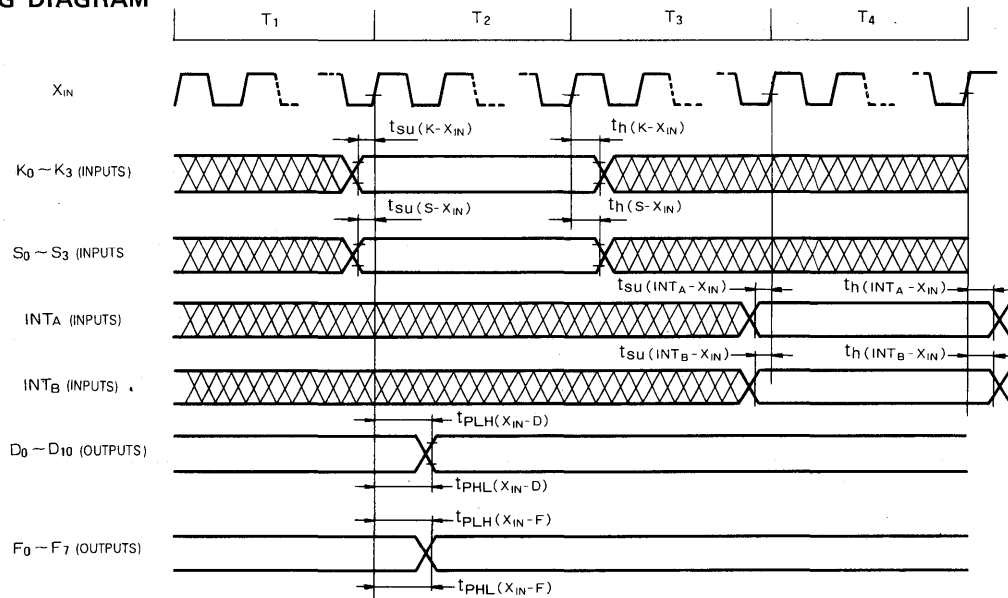 G DIAGRAM
T1 T2 T3 T4
XIN
tsu(K-XIN) th(K-XIN)
K0～K3 (INPUTS)
tsu(S-XIN) th(S-XIN)
S0～S3 (INPUTS
tsu(INTA-XIN) th(INTA-XIN)
INTA (INPUTS)
tsu(INTB-XIN) th(INTB-XIN)
INTB (INPUTS)
tPLH(XIN-D)
D0～D10 (OUTPUTS)
tPHL(XIN-D)
tPLH(XIN-F)
F0～F7 (OUTPUTS)
tPHL(XIN-F)